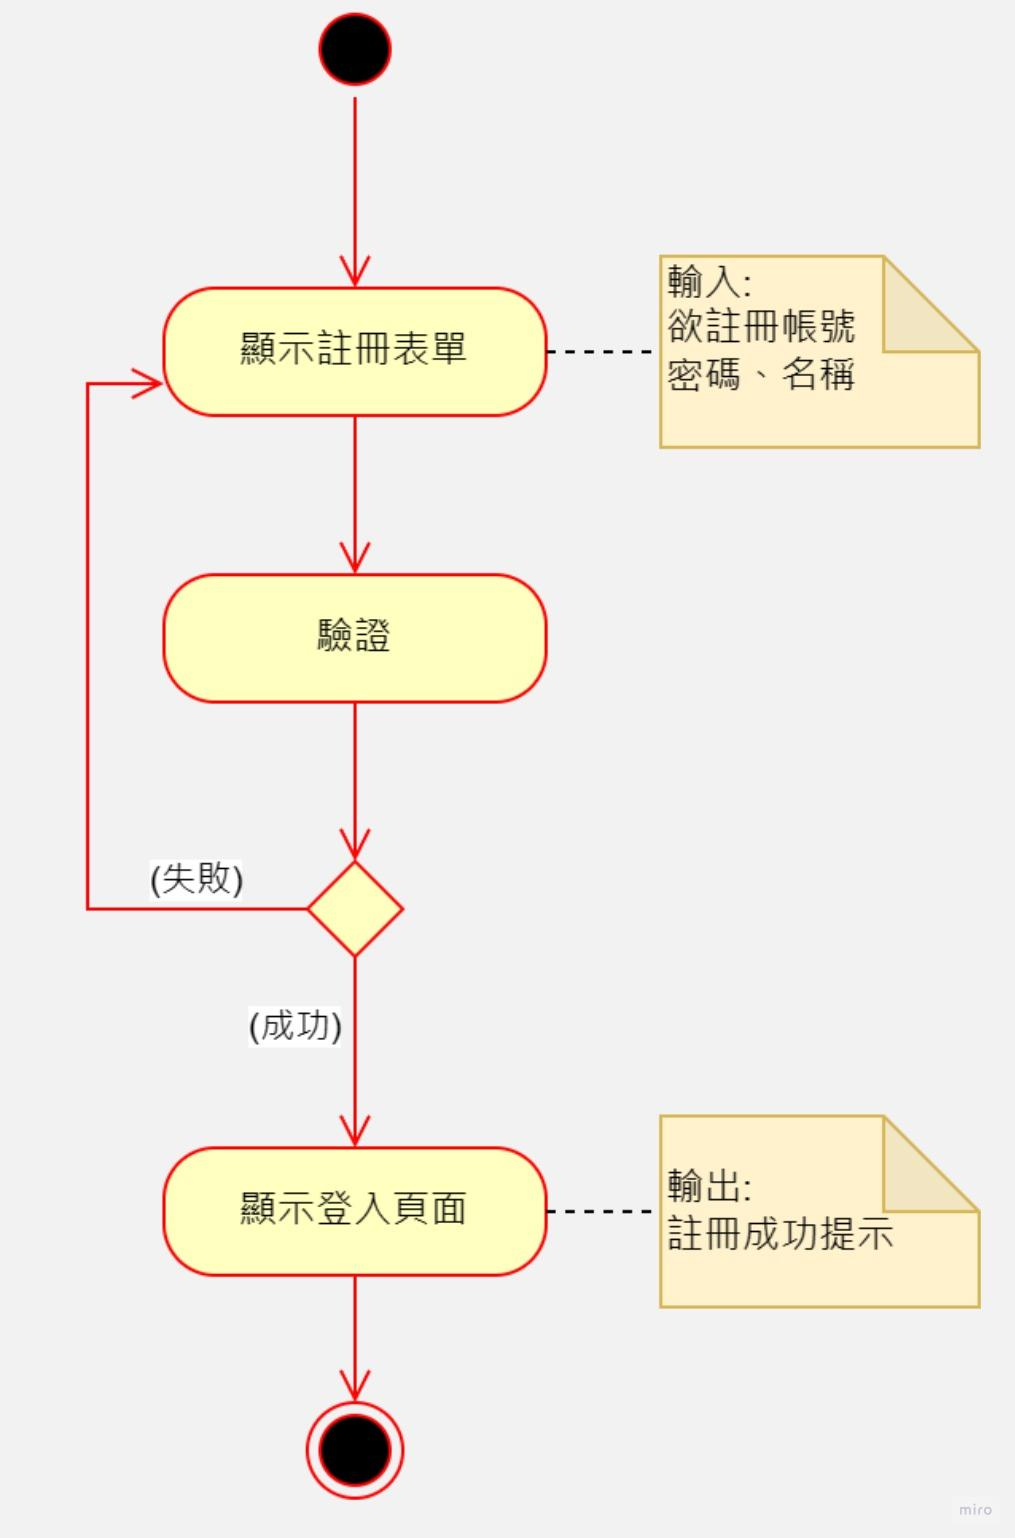 顯示註冊表單
輸入:
欲註冊帳號
密碼、名稱
驗證
(失敗)
(成功)
顯示登入頁面
輸出:
註冊成功提示
miro